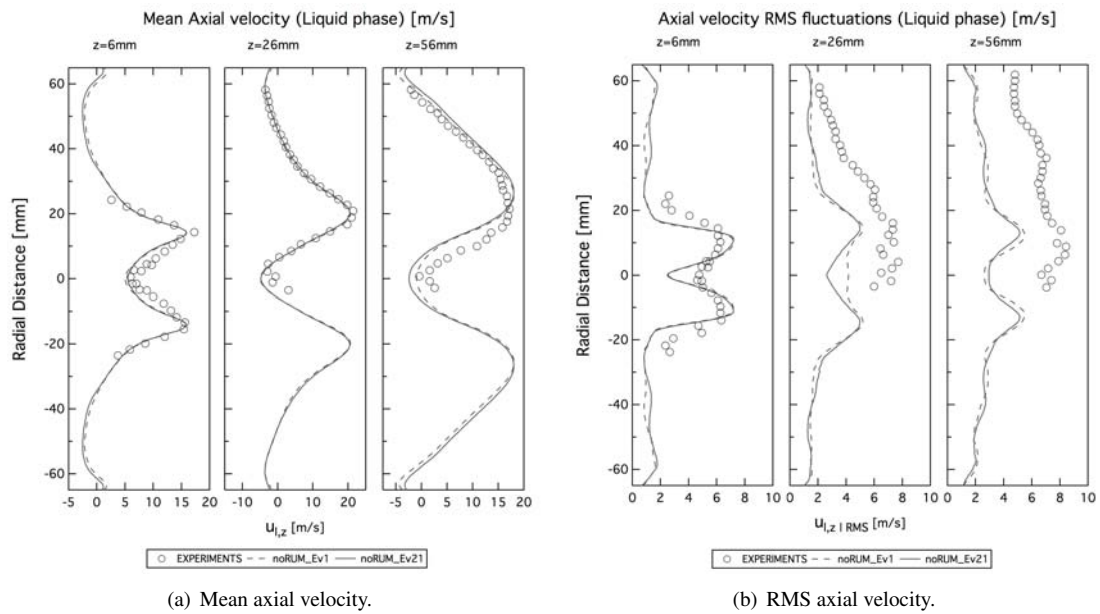 Mean Axial velocity (Liquid phase) [m/s]
z=6mm z=26mm z=56mm
Radial Distance [mm]
60
40
20
0
-20
-40
-60
-5 0 5 10 15 20
0 10 20
-5 0 5 10 15 20
u_l,z [m/s]
EXPERIMENTS noRUM_Ev1 noRUM_Ev21
(a) Mean axial velocity.
Axial velocity RMS fluctuations (Liquid phase) [m/s]
z=6mm z=26mm z=56mm
Radial Distance [mm]
60
40
20
0
-20
-40
-60
0 2 4 6 8 10
2 4 6 8 10
2 4 6 8 10
u_l,z | RMS [m/s]
EXPERIMENTS noRUM_Ev1 noRUM_Ev21
(b) RMS axial velocity.